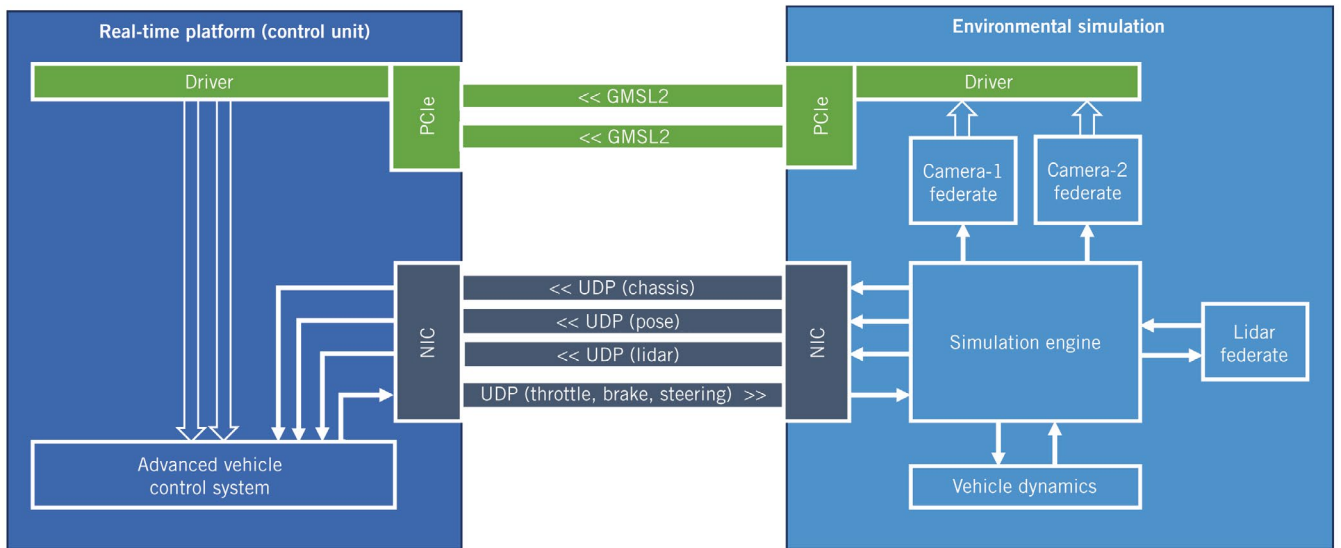 Real-time platform (control unit)
Driver
PCIe
<< GMSL2
<< GMSL2
NIC
<< UDP (chassis)
<< UDP (pose)
<< UDP (lidar)
UDP (throttle, brake, steering) >>
Advanced vehicle
control system
Environmental simulation
PCIe
Driver
Camera-1
federate
Camera-2
federate
NIC
Simulation engine
Lidar
federate
Vehicle dynamics